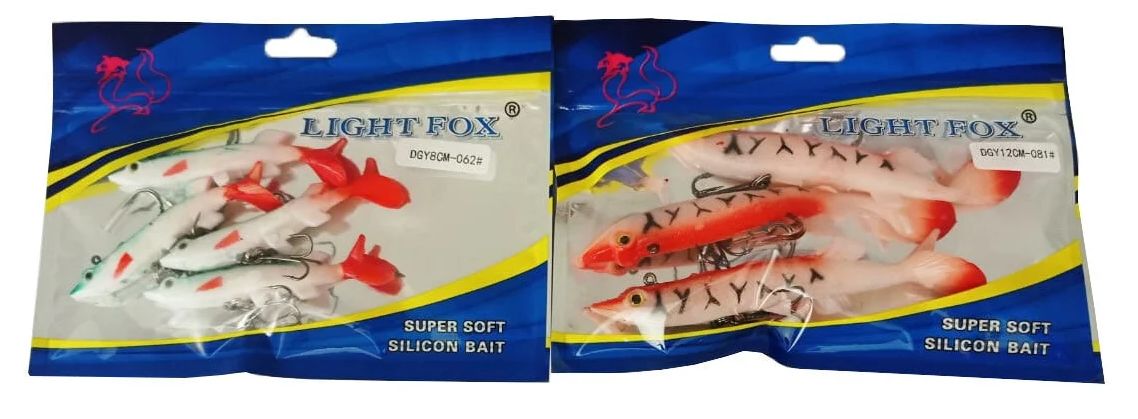 LIGHT FOX ®
DGY8CM-062#
SUPER SOFT
SILICON BAIT
LIGHT FOX ®
DGY12CM-081#
SUPER SOFT
SILICON BAIT